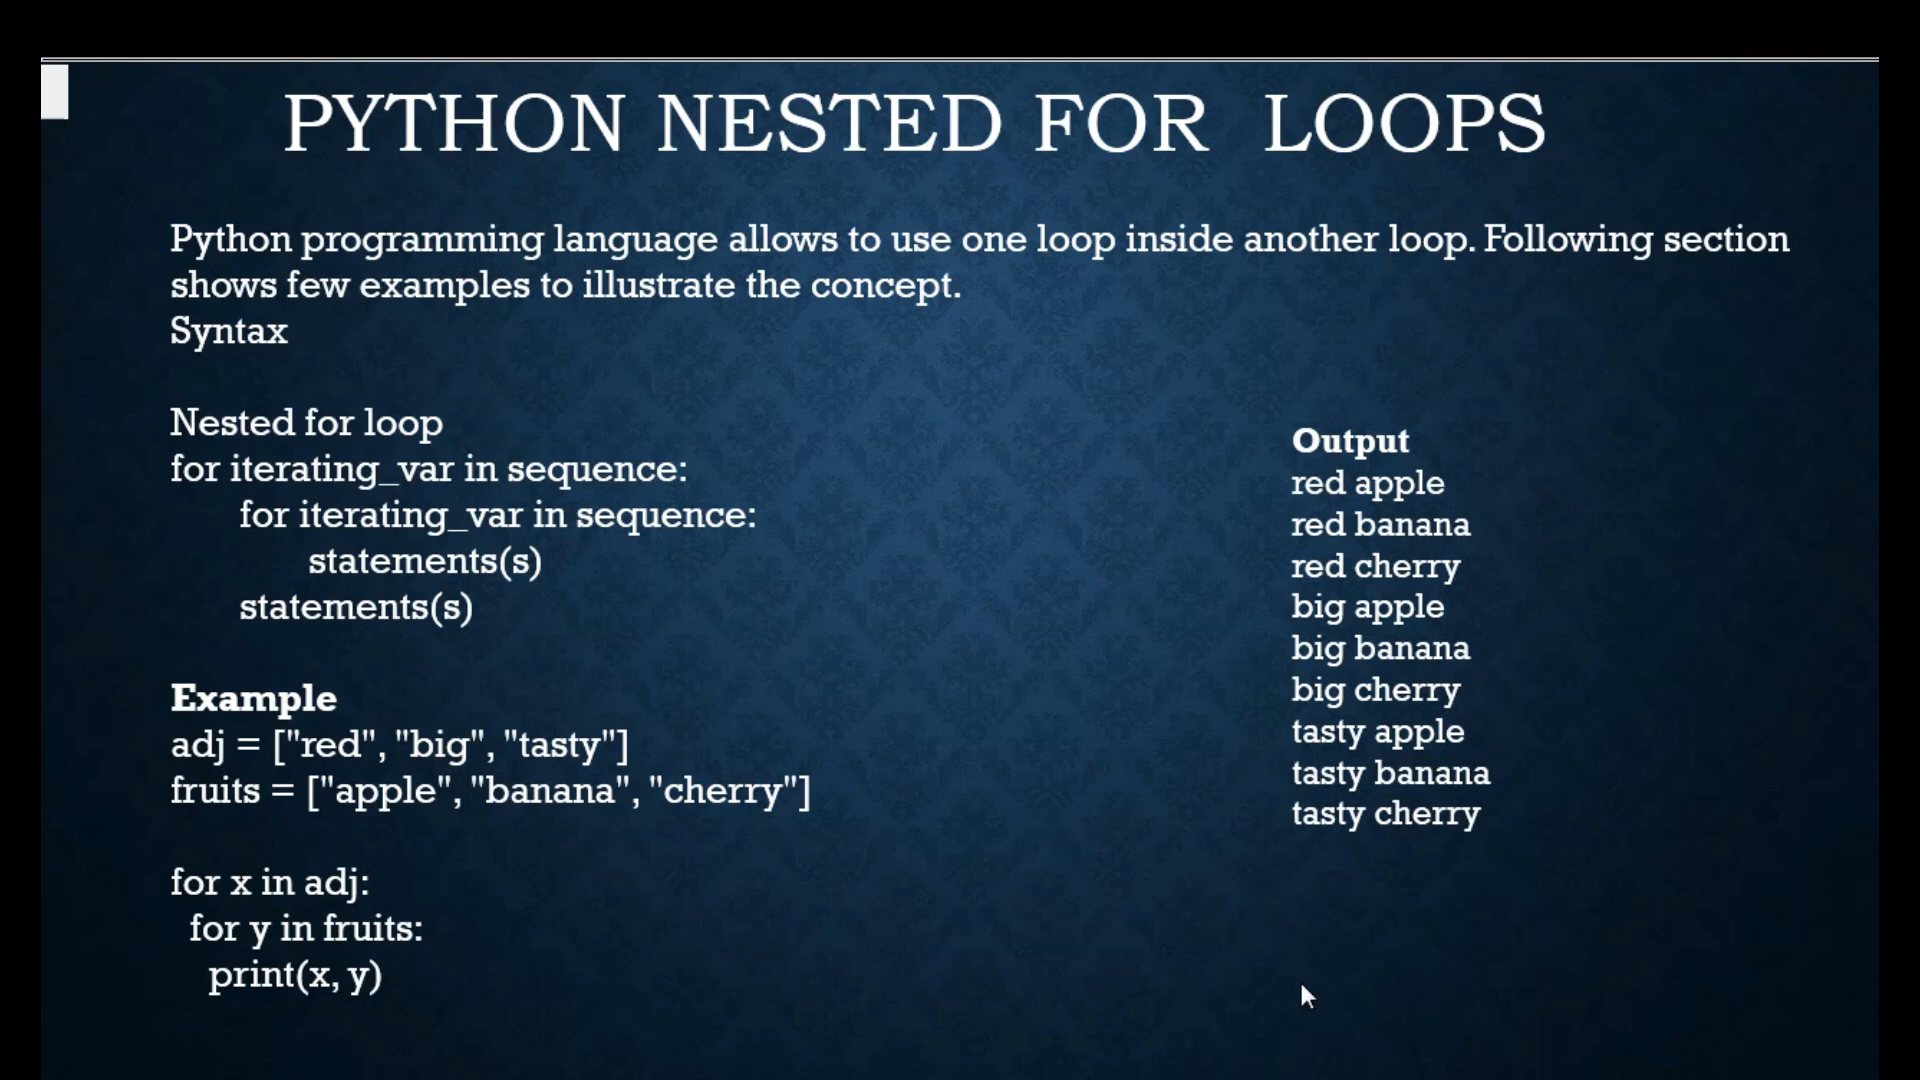 PYTHON NESTED FOR LOOPS
Python programming language allows to use one loop inside another loop. Following section
shows few examples to illustrate the concept.
Syntax
Nested for loop
for iterating_var in sequence:
for iterating_var in sequence:
statements(s)
statements(s)
Example
adj = ["red", "big", "tasty"]
fruits = ["apple", "banana", "cherry"]
for x in adj:
for y in fruits:
print(x, y)
Output
red apple
red banana
red cherry
big apple
big banana
big cherry
tasty apple
tasty banana
tasty cherry